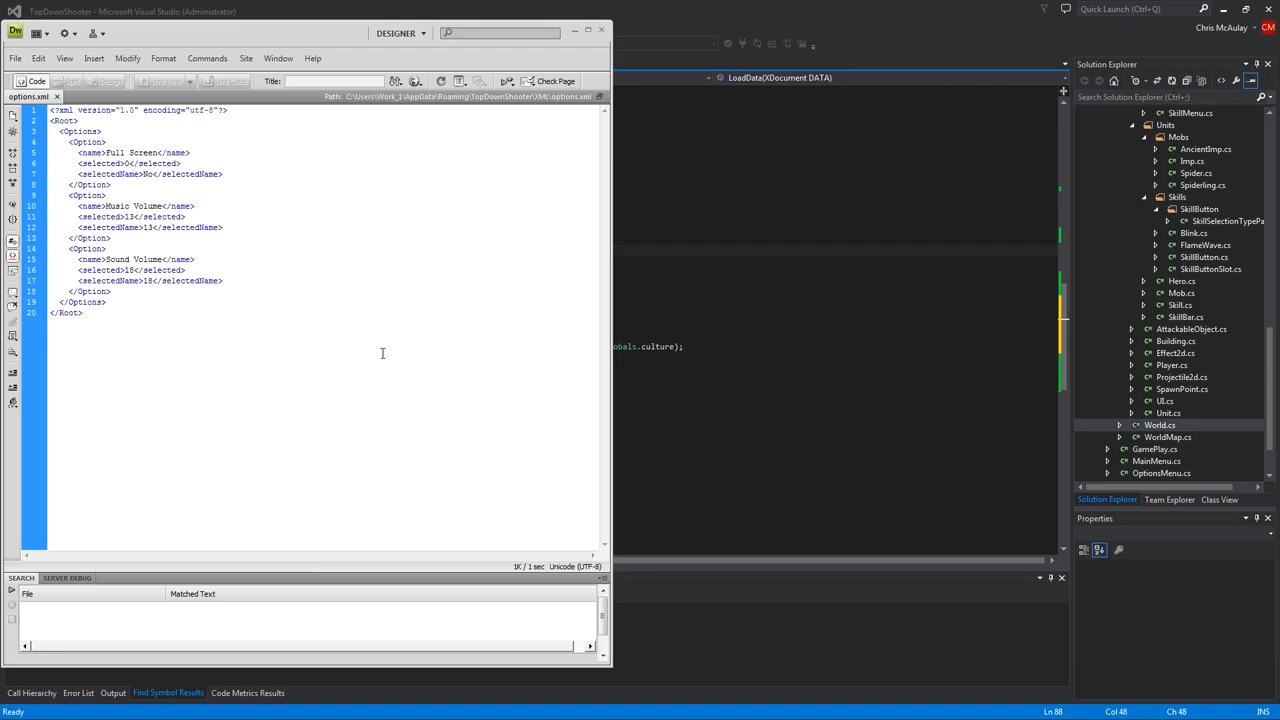 TopDownShooter - Microsoft Visual Studio (Administrator)
Quick Launch (Ctrl+Q)
Chris McAulay
CM
Dw
DESIGNER
File Edit View Insert Modify Format Commands Site Window Help
Code Split Design Live View Live Code Title: Check Page
options.xml
Path: C:\Users\Work_1\AppData\Roaming\TopDownShooter\XML\options.xml
1 <?xml version="1.0" encoding="utf-8"?>
2 <Root>
3 <Options>
4 <Option>
5 <name>Full Screen</name>
6 <selected>0</selected>
7 <selectedName>No</selectedName>
8 </Option>
9 <Option>
10 <name>Music Volume</name>
11 <selected>13</selected>
12 <selectedName>13</selectedName>
13 </Option>
14 <Option>
15 <name>Sound Volume</name>
16 <selected>18</selected>
17 <selectedName>18</selectedName>
18 </Option>
19 </Options>
20 </Root>
1K / 1 sec Unicode (UTF-8)
SEARCH SERVER DEBUG
File Matched Text
LoadData(XDocument DATA)
obals.culture);
Solution Explorer
Search Solution Explorer (Ctrl+;)
SkillMenu.cs
Units
Mobs
AncientImp.cs
Imp.cs
Spider.cs
Spiderling.cs
Skills
SkillButton
SkillSelectionTypePa
Blink.cs
FlameWave.cs
SkillButton.cs
SkillButtonSlot.cs
Hero.cs
Mob.cs
Skill.cs
SkillBar.cs
AttackableObject.cs
Building.cs
Effect2d.cs
Player.cs
Projectile2d.cs
SpawnPoint.cs
UI.cs
Unit.cs
World.cs
WorldMap.cs
GamePlay.cs
MainMenu.cs
OptionsMenu.cs
Solution Explorer Team Explorer Class View
Properties
Call Hierarchy Error List Output Find Symbol Results Code Metrics Results
Ready Ln 88 Col 48 Ch 48 INS